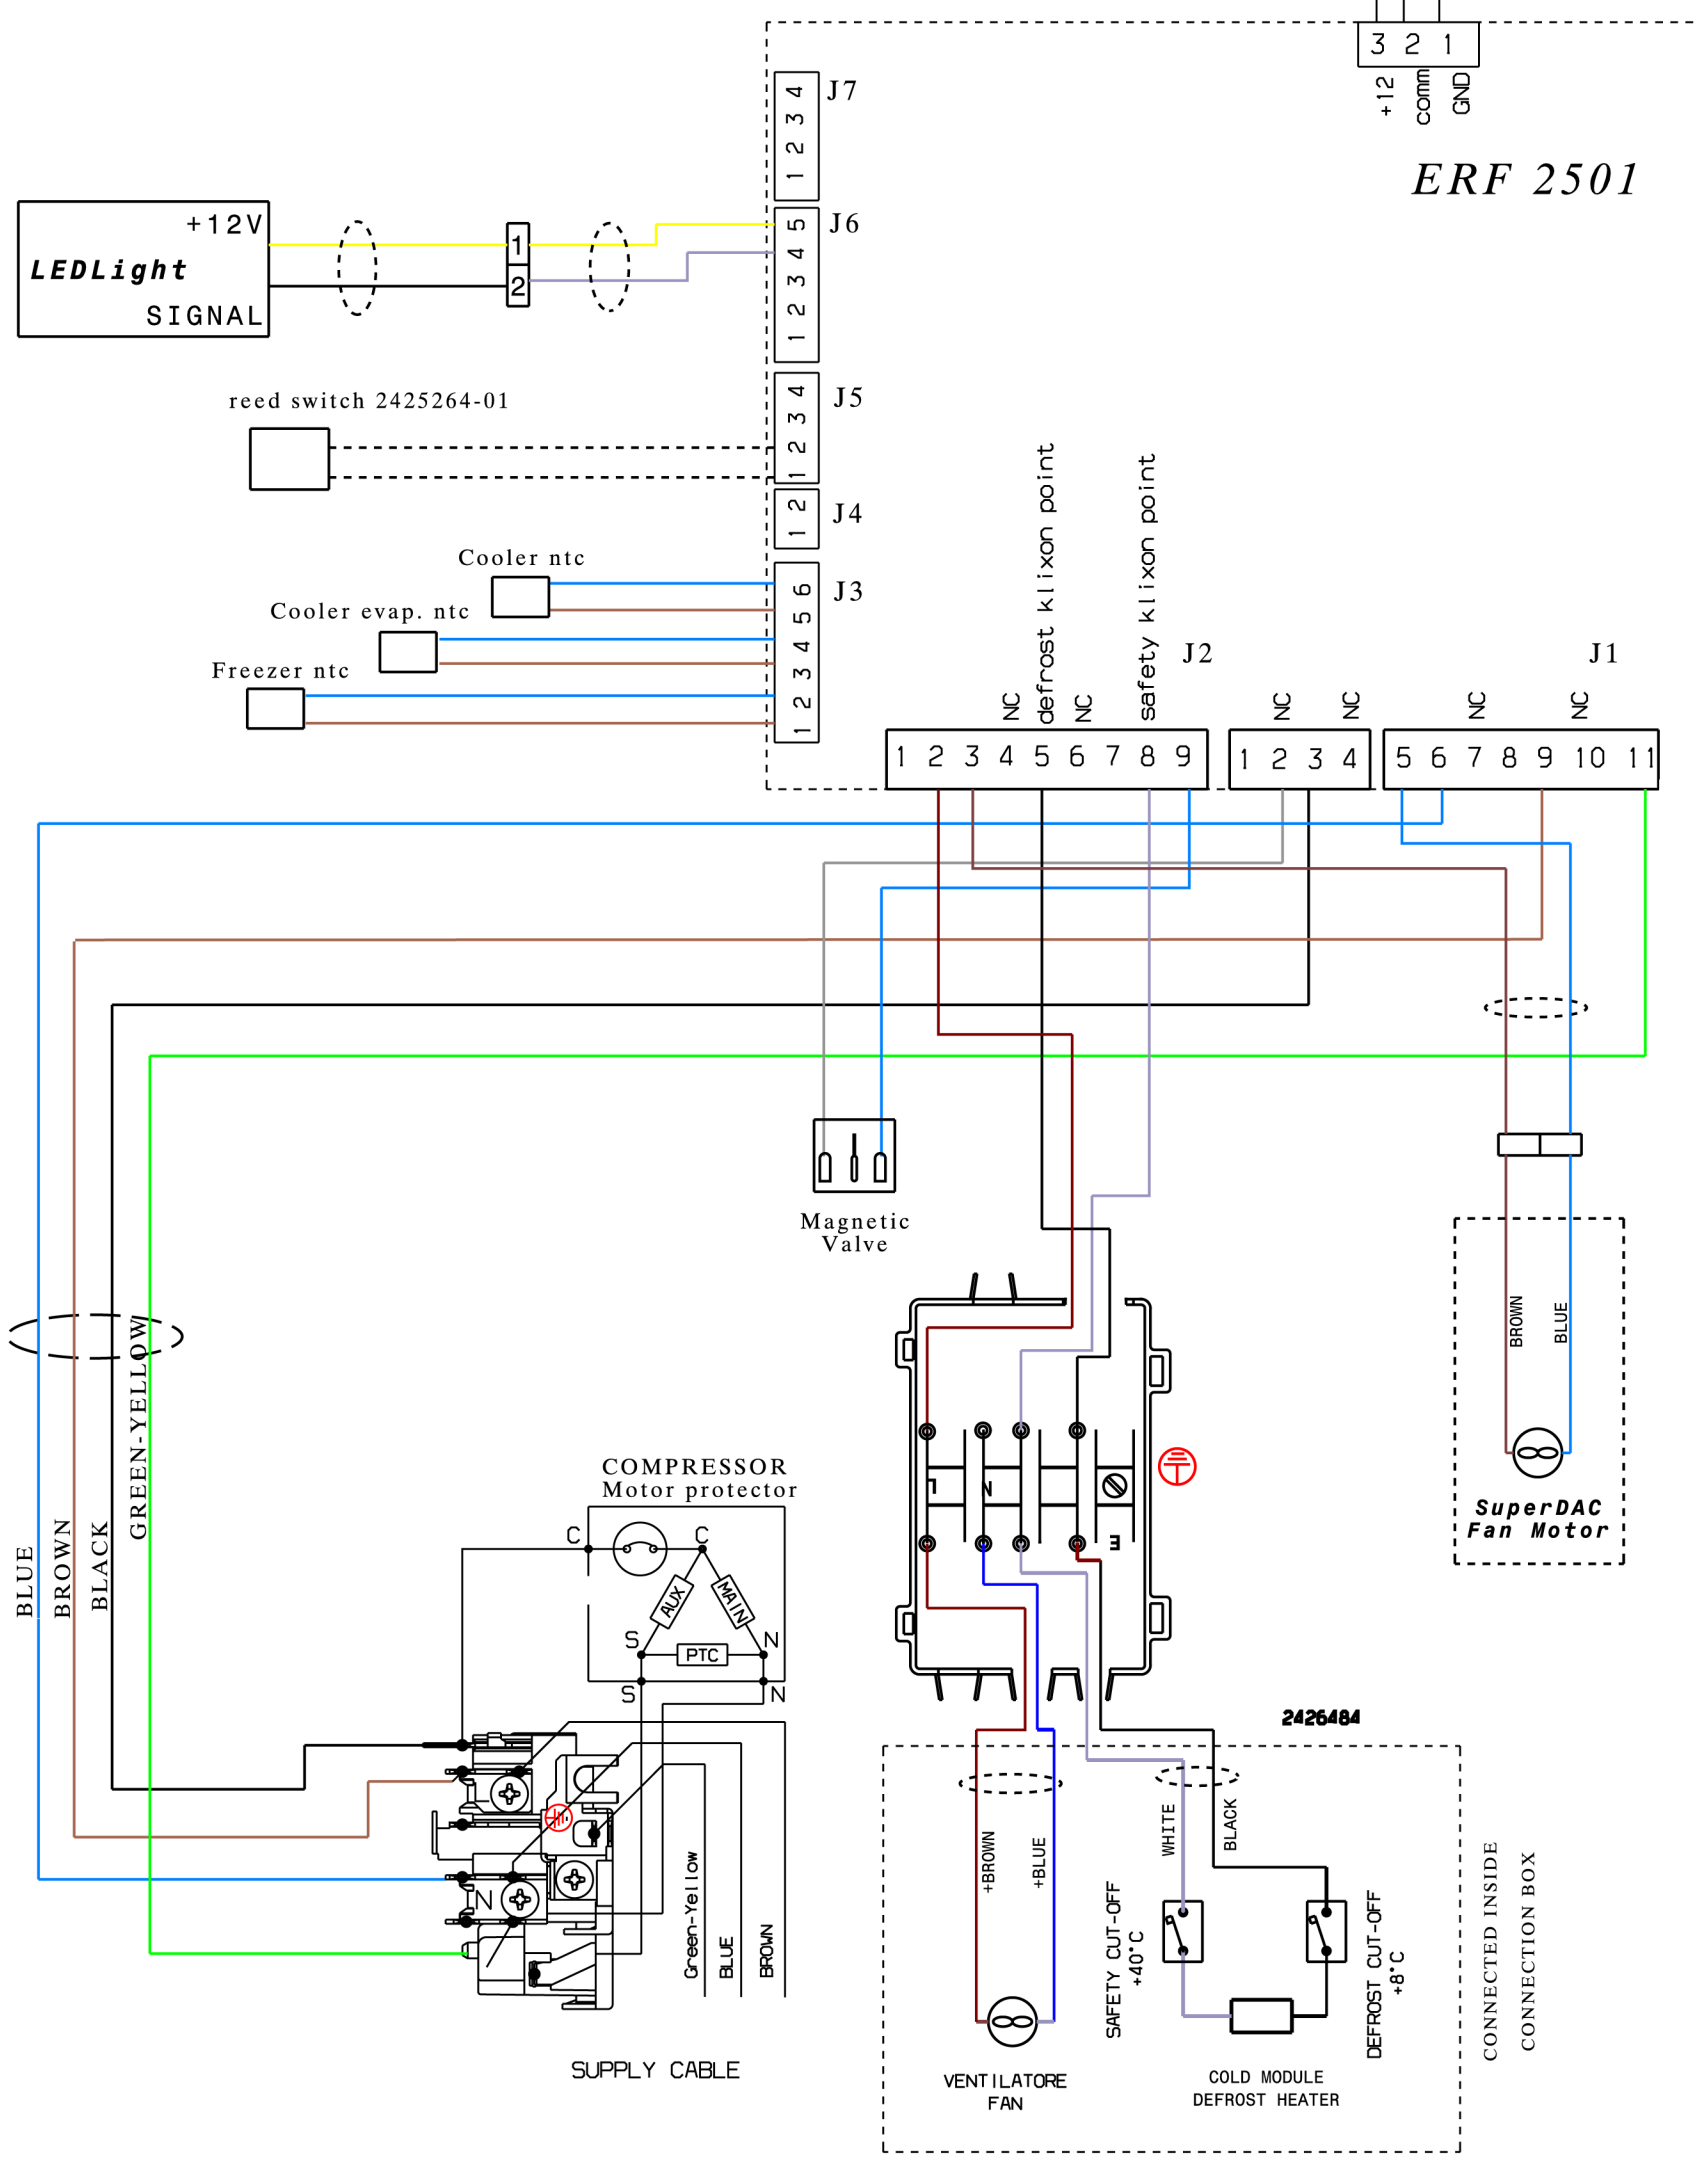 3 2 1
+12
comm
GND
ERF 2501
J7
4
3
2
1
J6
5
4
3
2
1
+12V
LEDLight
SIGNAL
1
2
J5
4
3
2
1
reed switch 2425264-01
J4
2
1
Cooler ntc
Cooler evap. ntc
Freezer ntc
J3
6
5
4
3
2
1
NC
defrost klixon point
NC
safety klixon point
J2
NC
NC
J1
NC
NC
1 2 3 4 5 6 7 8 9
1 2 3 4
5 6 7 8 9 10 11
Magnetic
Valve
BLUE
BROWN
BLACK
GREEN-YELLOW
BROWN
BLUE
SuperDAC
Fan Motor
COMPRESSOR
Motor protector
C
C
AUX
MAIN
S
PTC
N
S
N
L
N
E
2426484
N
Green-Yellow
BLUE
BROWN
SUPPLY CABLE
+BROWN
+BLUE
WHITE
BLACK
SAFETY CUT-OFF
+40°C
DEFROST CUT-OFF
+8°C
VENTILATORE
FAN
COLD MODULE
DEFROST HEATER
CONNECTED INSIDE
CONNECTION BOX